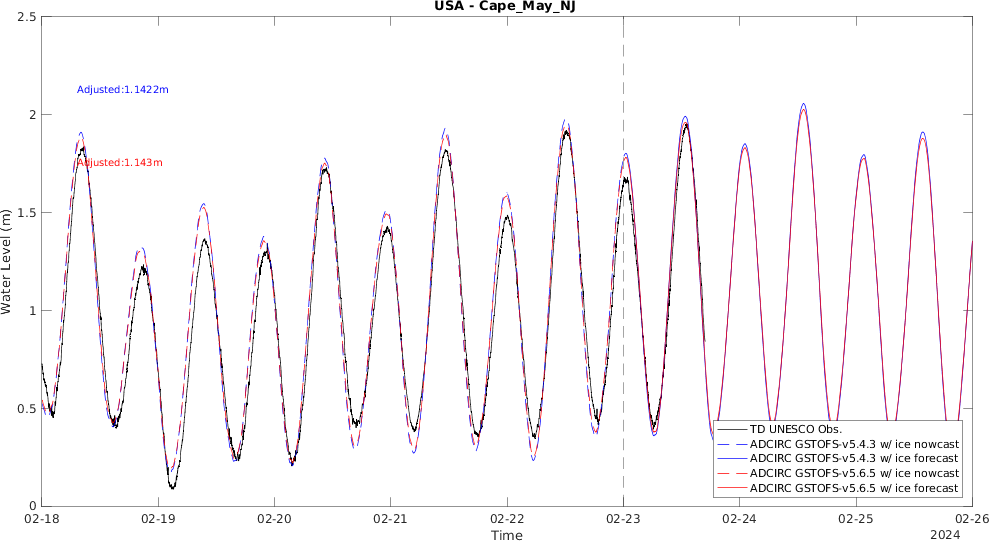 USA - Cape_May_NJ
2.5
Adjusted:1.1422m
2
Adjusted:1.143m
1.5
Water Level (m)
1
0.5
TD UNESCO Obs.
ADCIRC GSTOFS-v5.4.3 w/ ice nowcast
ADCIRC GSTOFS-v5.4.3 w/ ice forecast
ADCIRC GSTOFS-v5.6.5 w/ ice nowcast
ADCIRC GSTOFS-v5.6.5 w/ ice forecast
0
02-18 02-19 02-20 02-21 02-22 02-23 02-24 02-25 02-26
Time
2024